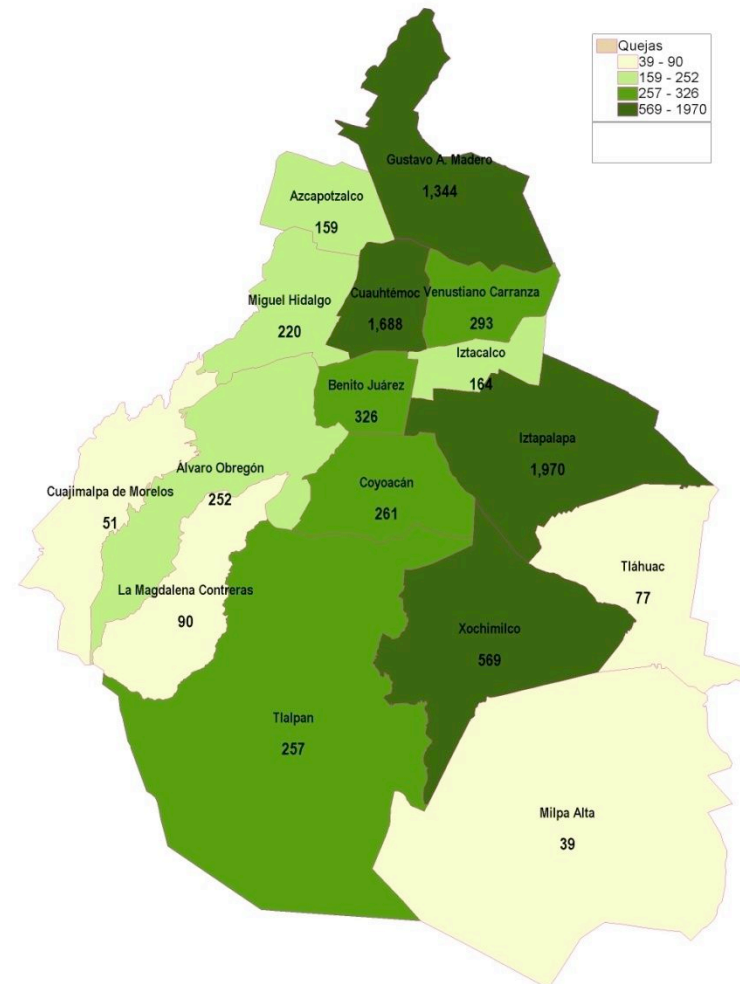 Quejas
39 - 90
159 - 252
257 - 326
569 - 1970
Gustavo A. Madero
1,344
Azcapotzalco
159
Miguel Hidalgo
220
Cuauhtémoc
1,688
Venustiano Carranza
293
Iztacalco
164
Benito Juárez
326
Iztapalapa
1,970
Álvaro Obregón
252
Coyoacán
261
Cuajimalpa de Morelos
51
La Magdalena Contreras
90
Tláhuac
77
Xochimilco
569
Tlalpan
257
Milpa Alta
39